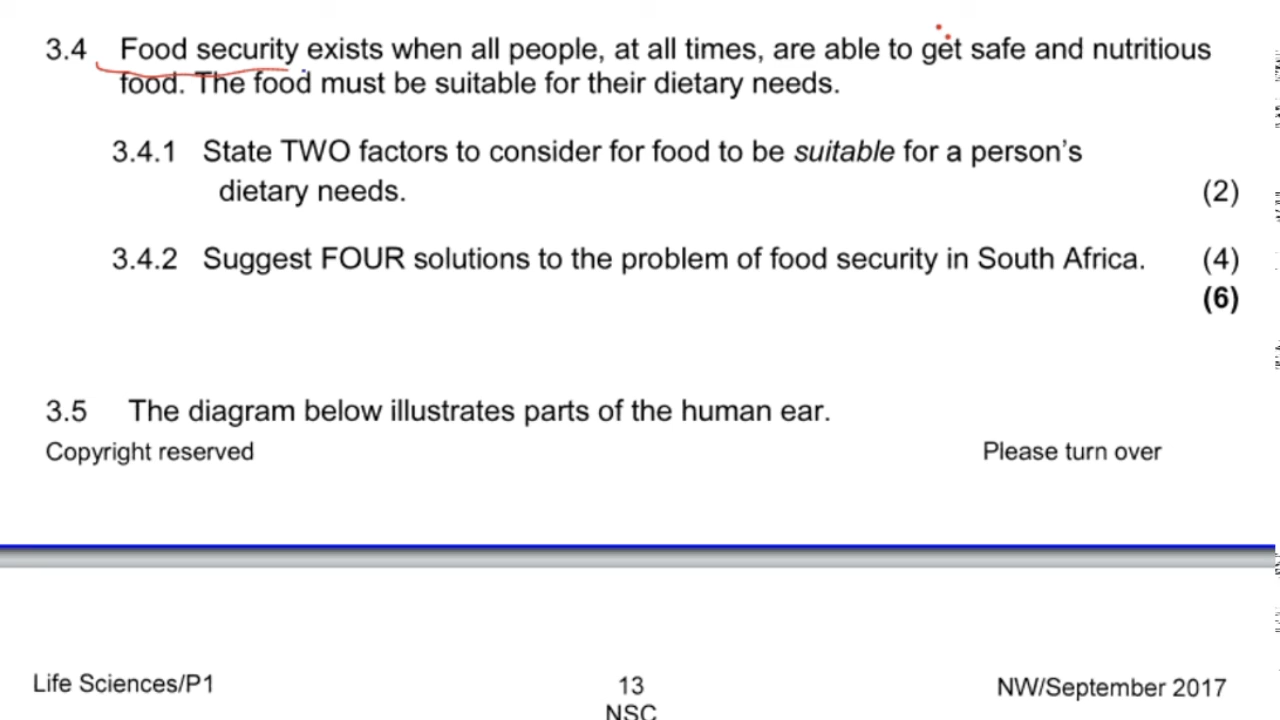 3.4 Food security exists when all people, at all times, are able to get safe and nutritious
food. The food must be suitable for their dietary needs.
3.4.1 State TWO factors to consider for food to be suitable for a person's
dietary needs. (2)
3.4.2 Suggest FOUR solutions to the problem of food security in South Africa. (4)
(6)
3.5 The diagram below illustrates parts of the human ear.
Copyright reserved Please turn over
Life Sciences/P1 13 NW/September 2017
NSC